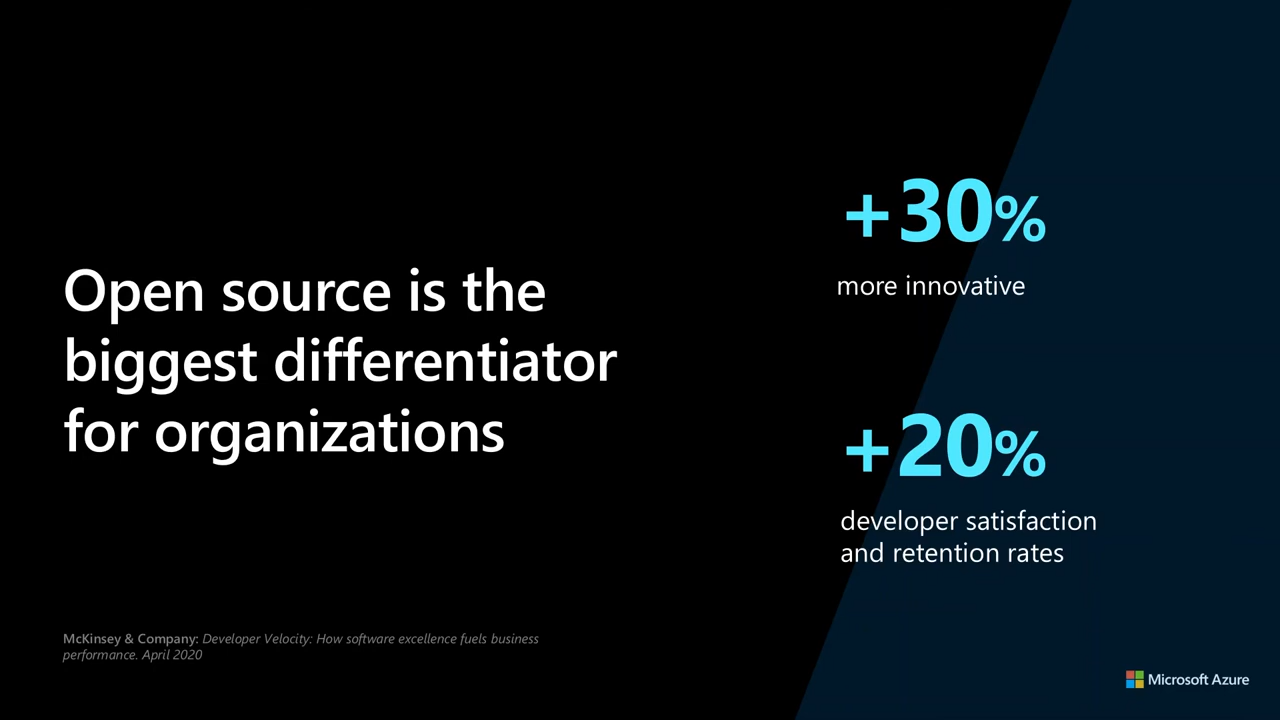 Open source is the
biggest differentiator
for organizations
+30%
more innovative
+20%
developer satisfaction
and retention rates
McKinsey & Company: Developer Velocity: How software excellence fuels business
performance. April 2020
Microsoft Azure